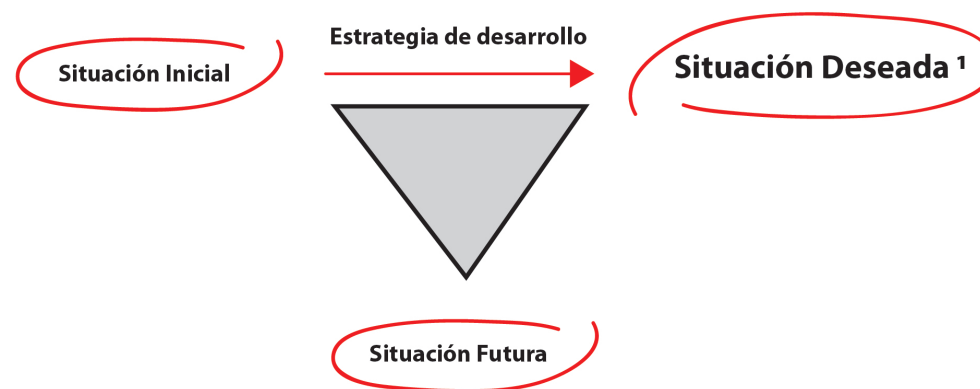 Estrategia de desarrollo
Situación Inicial
Situación Deseada ¹
Situación Futura